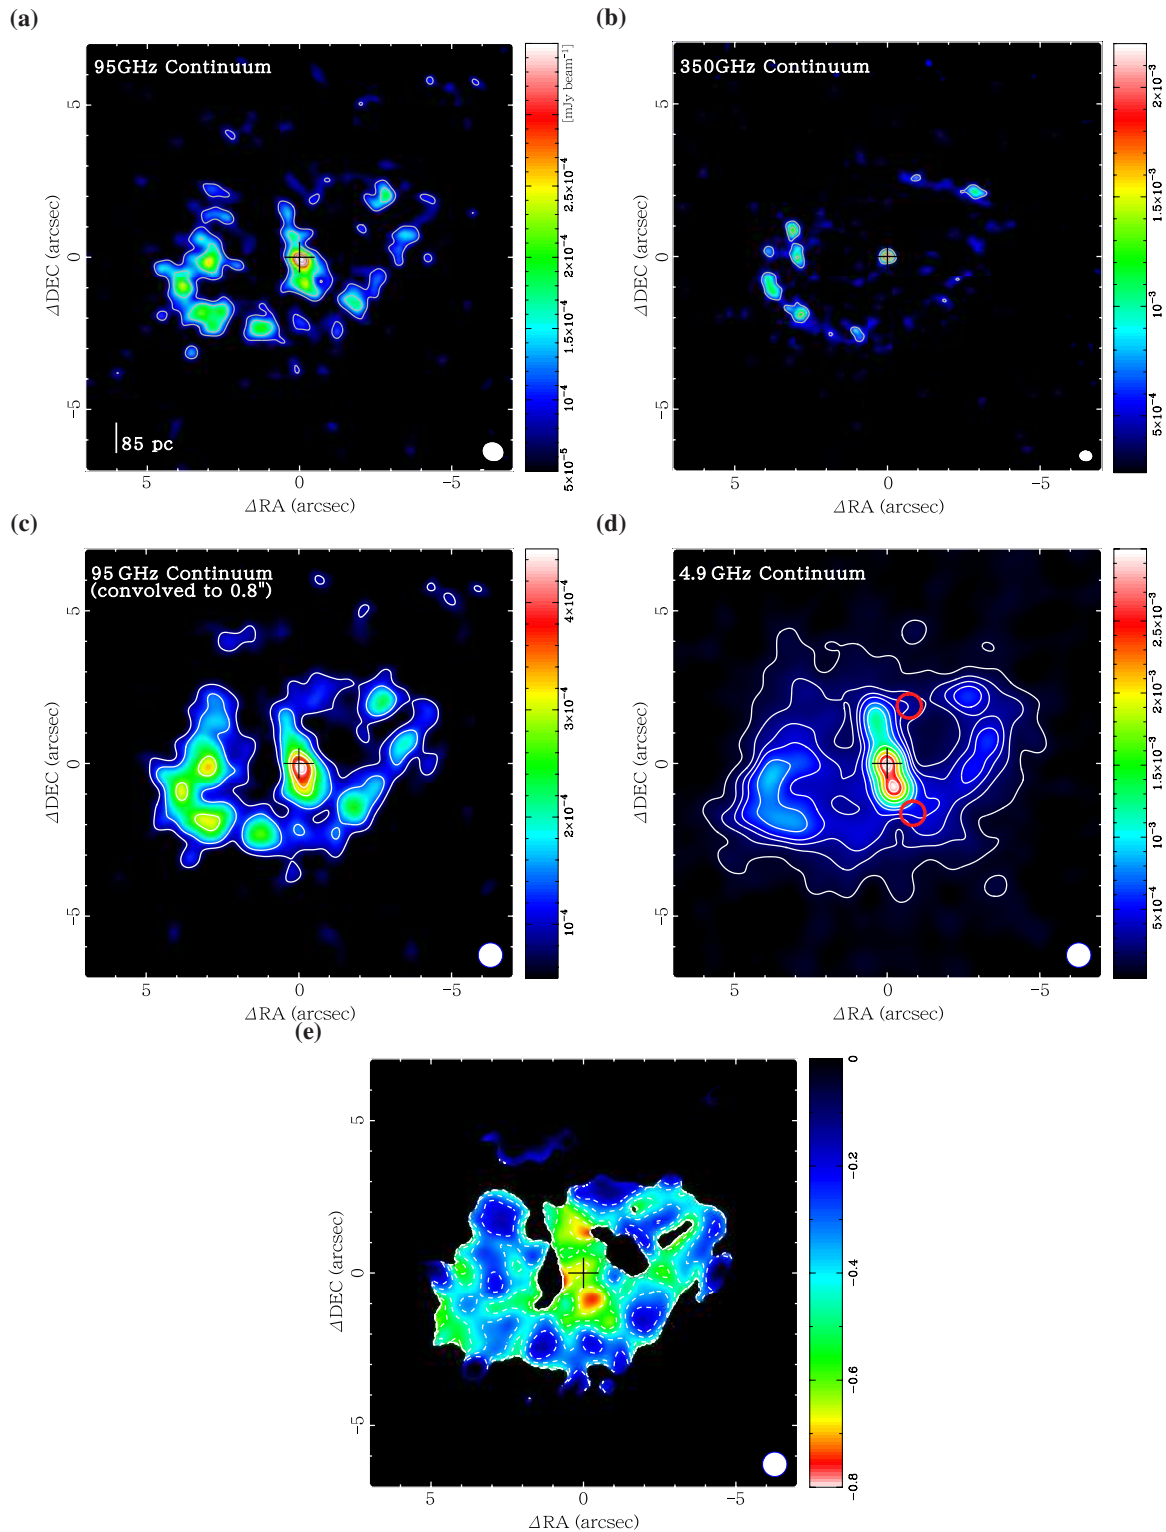 (a)
95GHz Continuum
[mJy beam⁻¹]
5
0
−5
ΔDEC (arcsec)
85 pc
5
0
−5
ΔRA (arcsec)
5×10⁻⁵
10⁻⁴
1.5×10⁻⁴
2×10⁻⁴
2.5×10⁻⁴
(b)
350GHz Continuum
5
0
−5
ΔDEC (arcsec)
5
0
−5
ΔRA (arcsec)
5×10⁻⁴
10⁻³
1.5×10⁻³
2×10⁻³
(c)
95 GHz Continuum
(convolved to 0.8")
5
0
−5
ΔDEC (arcsec)
5
0
−5
ΔRA (arcsec)
10⁻⁴
2×10⁻⁴
3×10⁻⁴
4×10⁻⁴
(d)
4.9 GHz Continuum
5
0
−5
ΔDEC (arcsec)
5
0
−5
ΔRA (arcsec)
5×10⁻⁴
10⁻³
1.5×10⁻³
2×10⁻³
2.5×10⁻³
(e)
5
0
−5
ΔDEC (arcsec)
5
0
−5
ΔRA (arcsec)
0
−0.2
−0.4
−0.6
−0.8